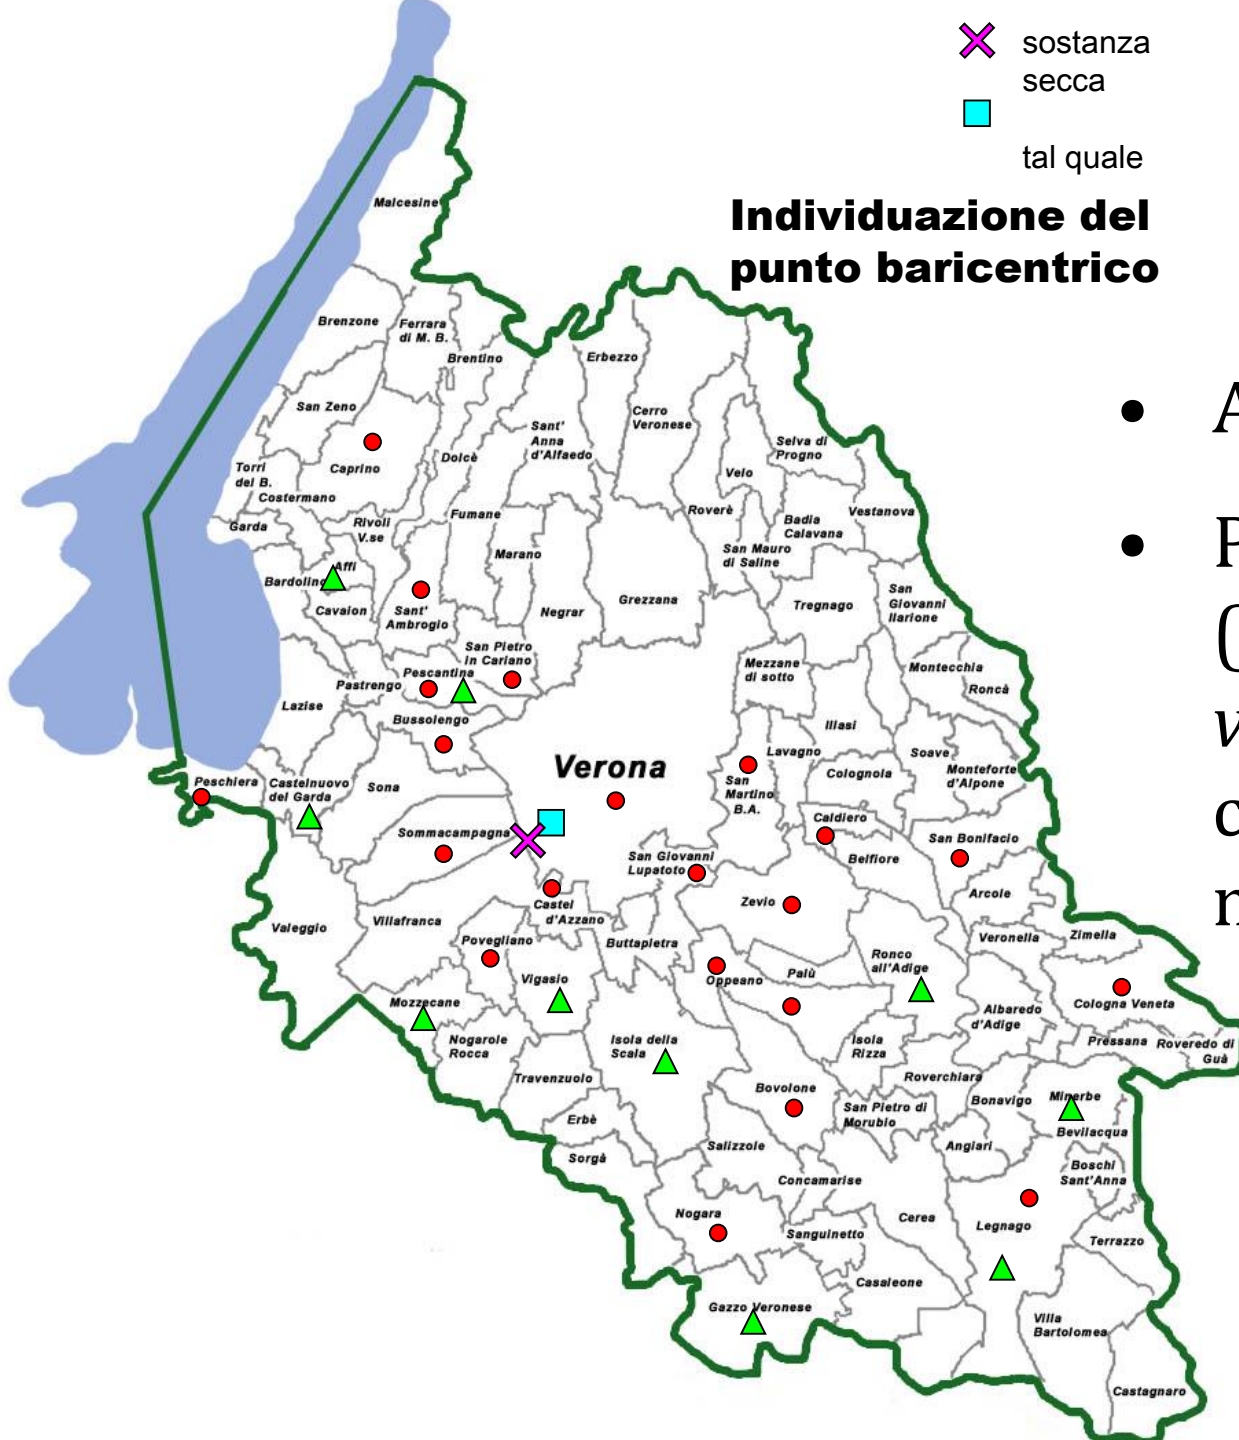 sostanza
secca
tal quale
Individuazione del
punto baricentrico
Malcesine
Brenzone
Ferrara
di M. B.
Brentino
Erbezzo
San Zeno
Cerro
Veronese
Sant'
Anna
d'Alfaedo
Selva di
Progno
Torri
del B.
Caprino
Dolcè
Velo
Costermano
Garda
Rivoli
V.se
Fumane
Roverè
Badia
Calavana
Vestanova
Marano
San Mauro
di Saline
Affi
Bardolino
Cavaion
Sant'
Ambrogio
Negrar
Grezzana
Tregnago
San
Giovanni
Ilarione
San Pietro
in Cariano
Pescantina
Pastrengo
Mezzane
di sotto
Montecchia
Roncà
Lazise
Bussolengo
Illasi
Verona
Lavagno
Soave
Peschiera
Castelnuovo
del Garda
Sona
San
Martino
B.A.
Colognola
Monteforte
d'Alpone
Sommacampagna
Caldiero
San Bonifacio
San Giovanni
Lupatoto
Belfiore
Arcole
Castel
d'Azzano
Zevio
Valeggio
Villafranca
Povegliano
Buttapletra
Veronella
Zimella
Vigasio
Oppeano
Palù
Ronco
all'Adige
Mozzecane
Albaredo
d'Adige
Cologna Veneta
Nogarole
Rocca
Isola della
Scala
Isola
Rizza
Pressana
Roveredo di
Guà
Travenzuolo
Bovolone
Roverchiara
Bonavigo
Minerbe
Erbè
San Pietro di
Morubio
Bevilacqua
Sorgà
Salizzole
Angiari
Boschi
Sant'Anna
Concamarise
Nogara
Cerea
Legnago
Sanguinetto
Terrazzo
Casaleone
Gazzo Veronese
Villa
Bartolomea
Castagnaro
• A
• P
(
v
c
n